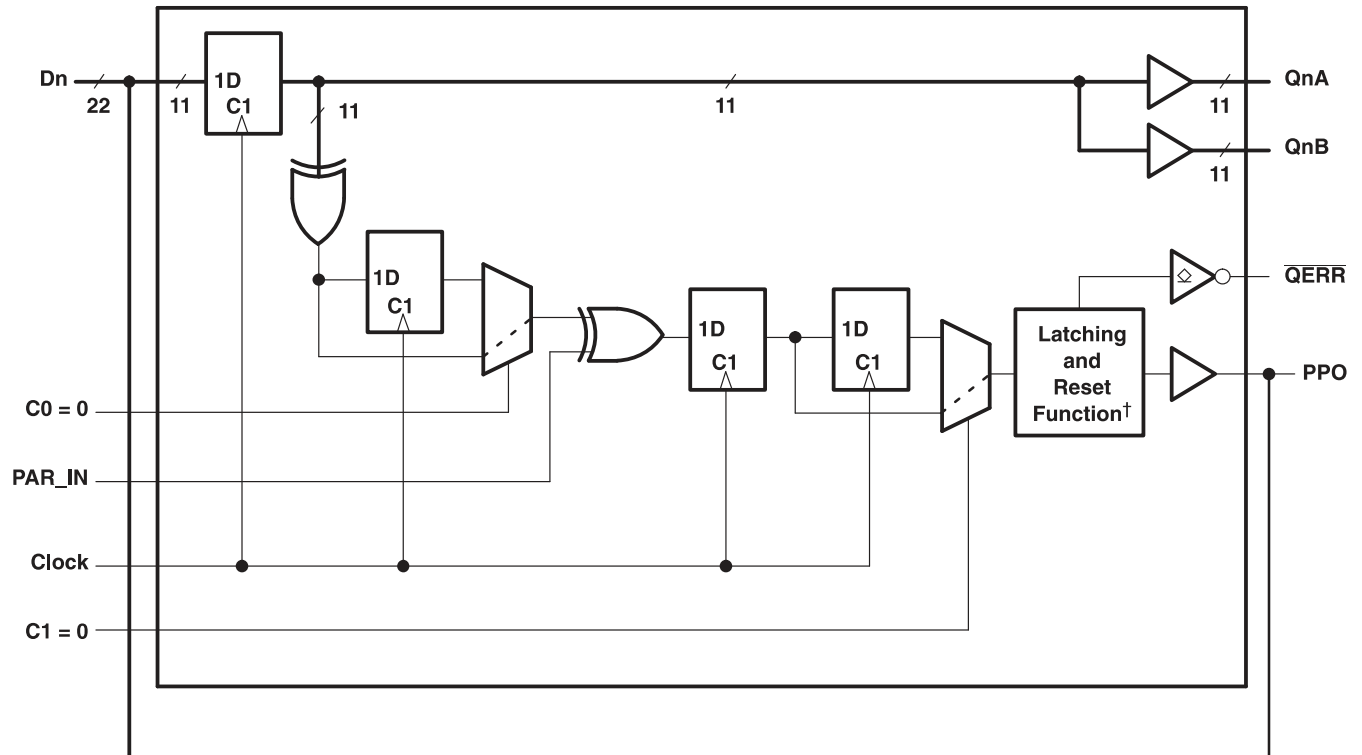 Dn
22
11
1D
C1
11
11
QnA
11
QnB
11
1D
C1
QERR
1D
C1
1D
C1
Latching
and
Reset
Function†
PPO
C0 = 0
PAR_IN
Clock
C1 = 0